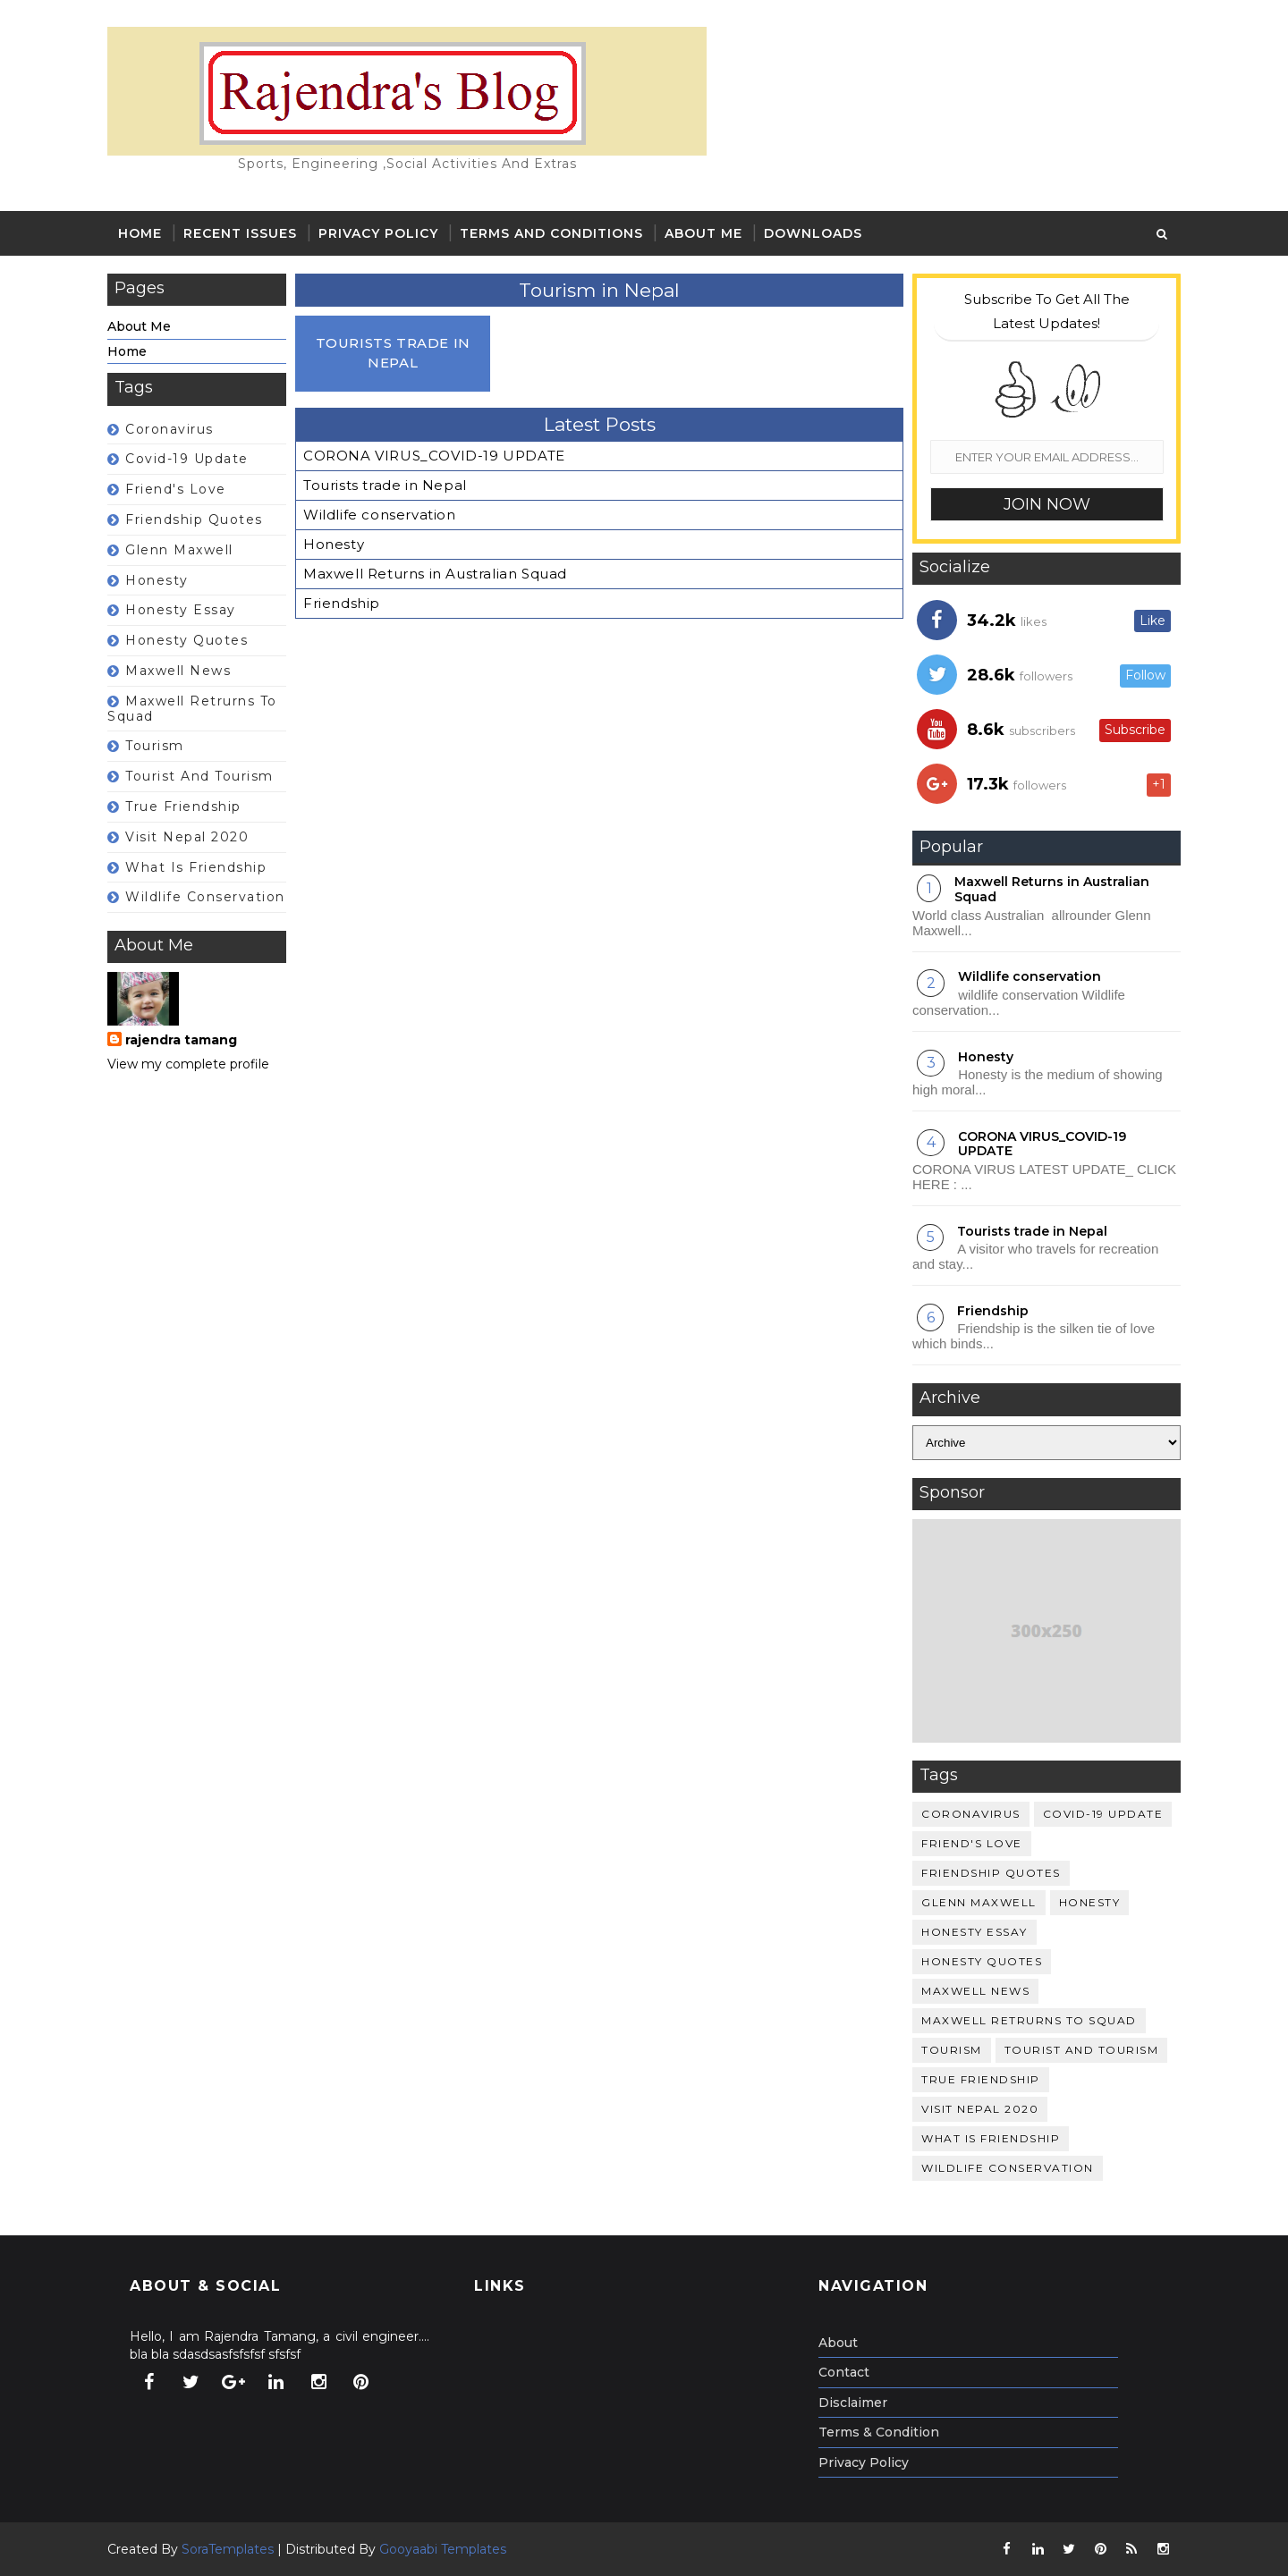 Rajendra's Blog
Sports, Engineering ,Social Activities And Extras
HOME
RECENT ISSUES
PRIVACY POLICY
TERMS AND CONDITIONS
ABOUT ME
DOWNLOADS
Pages
About Me
Home
Tags
Coronavirus
Covid-19 Update
Friend's Love
Friendship Quotes
Glenn Maxwell
Honesty
Honesty Essay
Honesty Quotes
Maxwell News
Maxwell Retrurns To
Squad
Tourism
Tourist And Tourism
True Friendship
Visit Nepal 2020
What Is Friendship
Wildlife Conservation
About Me
rajendra tamang
View my complete profile
Tourism in Nepal
TOURISTS TRADE IN
NEPAL
Latest Posts
CORONA VIRUS_COVID-19 UPDATE
Tourists trade in Nepal
Wildlife conservation
Honesty
Maxwell Returns in Australian Squad
Friendship
Subscribe To Get All The
Latest Updates!
ENTER YOUR EMAIL ADDRESS...
JOIN NOW
Socialize
34.2k likes Like
28.6k followers Follow
You Tube 8.6k subscribers Subscribe
G+ 17.3k followers +1
Popular
1 Maxwell Returns in Australian
Squad
World class Australian  allrounder Glenn
Maxwell...
2 Wildlife conservation
wildlife conservation Wildlife
conservation...
3 Honesty
Honesty is the medium of showing
high moral...
4 CORONA VIRUS_COVID-19
UPDATE
CORONA VIRUS LATEST UPDATE_ CLICK
HERE : ...
5 Tourists trade in Nepal
A visitor who travels for recreation
and stay...
6 Friendship
Friendship is the silken tie of love
which binds...
Archive
Archive
Sponsor
300x250
Tags
CORONAVIRUS COVID-19 UPDATE
FRIEND'S LOVE
FRIENDSHIP QUOTES
GLENN MAXWELL HONESTY
HONESTY ESSAY
HONESTY QUOTES
MAXWELL NEWS
MAXWELL RETRURNS TO SQUAD
TOURISM TOURIST AND TOURISM
TRUE FRIENDSHIP
VISIT NEPAL 2020
WHAT IS FRIENDSHIP
WILDLIFE CONSERVATION
ABOUT & SOCIAL
Hello, I am Rajendra Tamang, a civil engineer....
bla bla sdasdsasfsfsfsf sfsfsf
LINKS
NAVIGATION
About
Contact
Disclaimer
Terms & Condition
Privacy Policy
Created By SoraTemplates | Distributed By Gooyaabi Templates